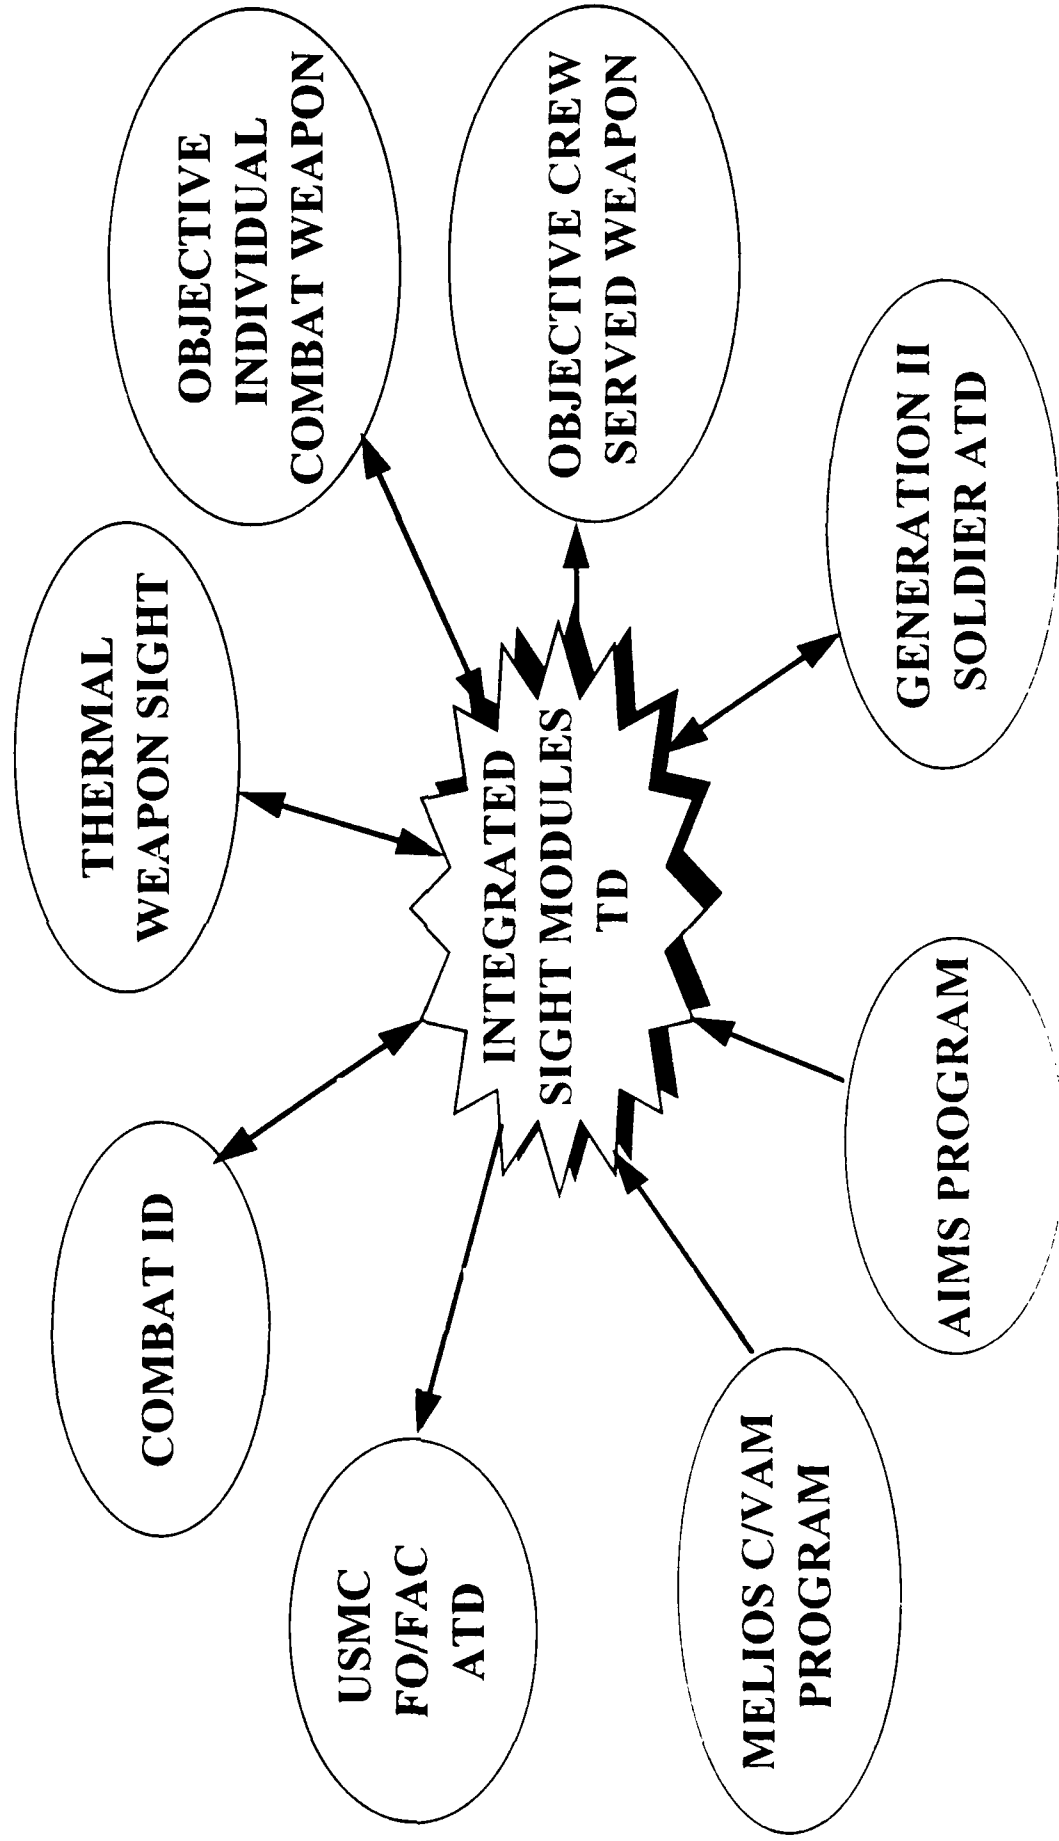 THERMAL
WEAPON SIGHT
COMBAT ID
OBJECTIVE
INDIVIDUAL
COMBAT WEAPON
USMC
FO/FAC
ATD
INTEGRATED
SIGHT MODULES
TD
OBJECTIVE CREW
SERVED WEAPON
MELIOS C/VAM
PROGRAM
AIMS PROGRAM
GENERATION II
SOLDIER ATD